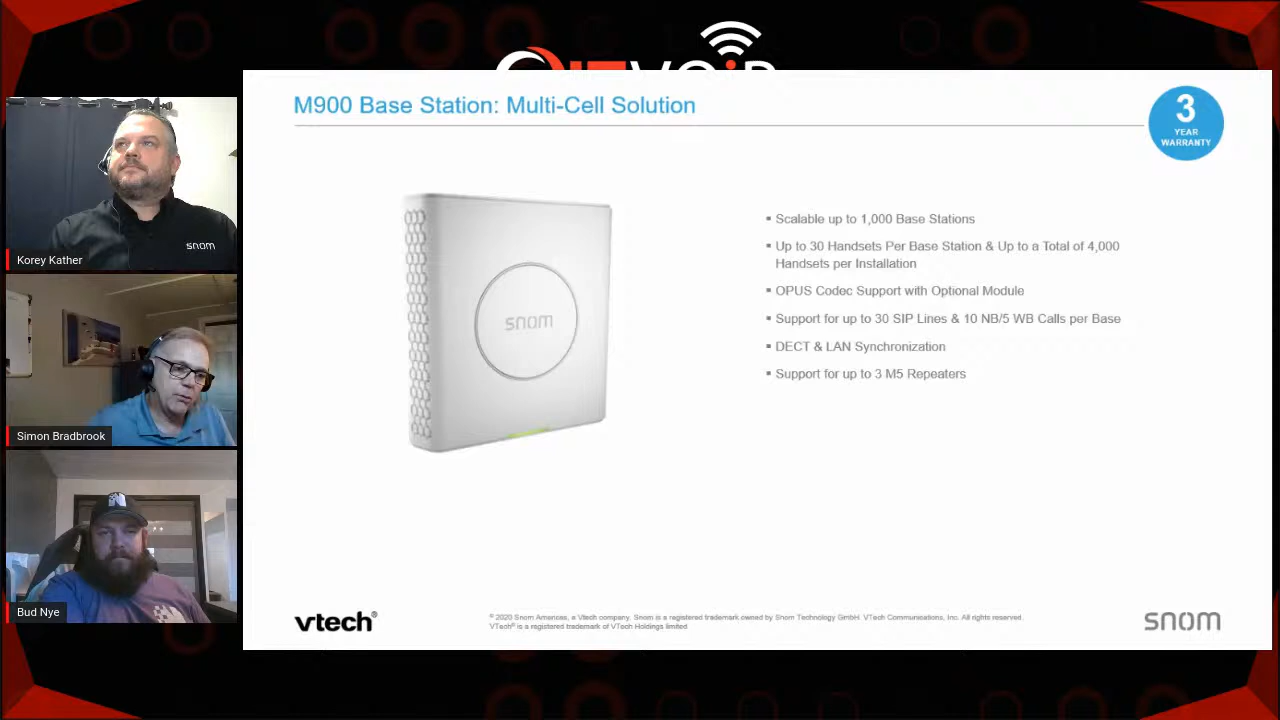 M900 Base Station: Multi-Cell Solution
3
YEAR
WARRANTY
snom
Korey Kather
Simon Bradbrook
Bud Nye
snom
▪ Scalable up to 1,000 Base Stations
▪ Up to 30 Handsets Per Base Station & Up to a Total of 4,000
Handsets per Installation
▪ OPUS Codec Support with Optional Module
▪ Support for up to 30 SIP Lines & 10 NB/5 WB Calls per Base
▪ DECT & LAN Synchronization
▪ Support for up to 3 M5 Repeaters
vtech®
© 2020 Snom Americas, a Vtech company. Snom is a registered trademark owned by Snom Technology GmbH. VTech Communications, Inc. All rights reserved.
VTech® is a registered trademark of VTech Holdings limited
snom